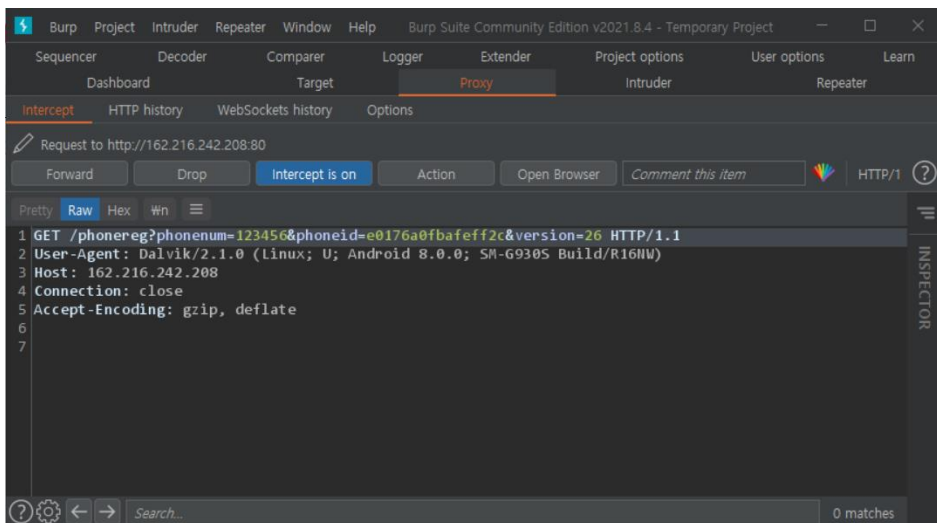 Burp Project Intruder Repeater Window Help Burp Suite Community Edition v2021.8.4 - Temporary Project
Sequencer Decoder Comparer Logger Extender Project options User options Learn
Dashboard Target Proxy Intruder Repeater
Intercept HTTP history WebSockets history Options
Request to http://162.216.242.208:80
Forward Drop Intercept is on Action Open Browser Comment this item HTTP/1 ?
Pretty Raw Hex ₩n
1 GET /phonereg?phonenum=123456&phoneid=e0176a0fbafeff2c&version=26 HTTP/1.1
2 User-Agent: Dalvik/2.1.0 (Linux; U; Android 8.0.0; SM-G930S Build/R16NW)
3 Host: 162.216.242.208
4 Connection: close
5 Accept-Encoding: gzip, deflate
6
7
INSPECTOR
? Search... 0 matches